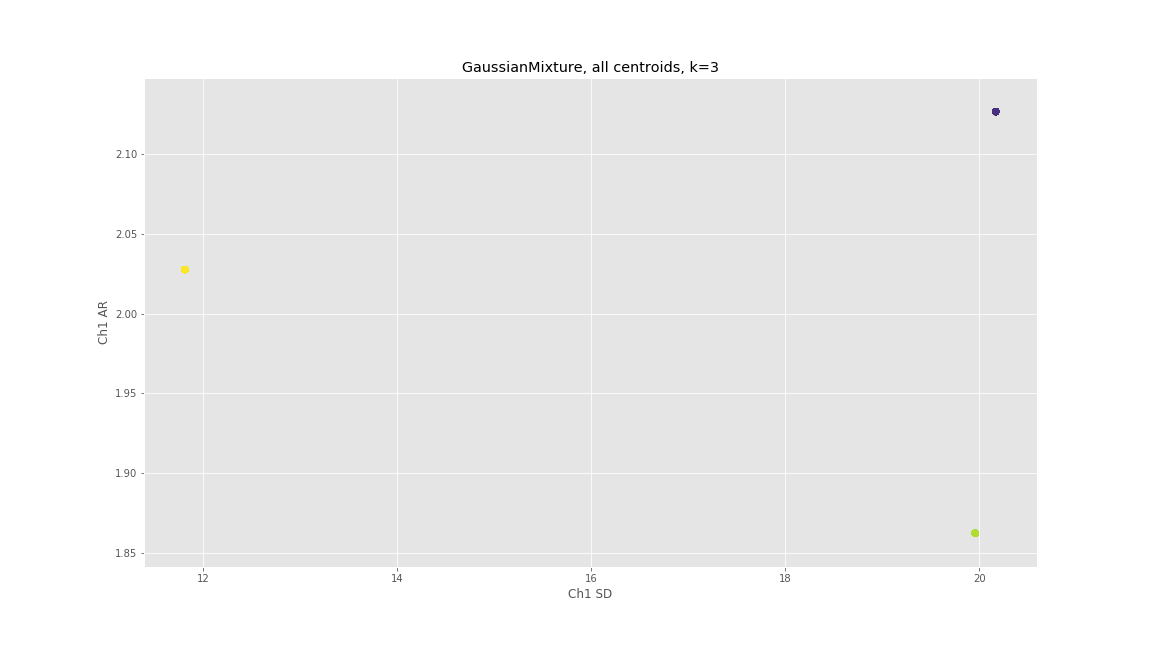 GaussianMixture, all centroids, k=3
2.10
2.05
2.00
1.95
1.90
1.85
Ch1 AR
12 14 16 18 20
Ch1 SD